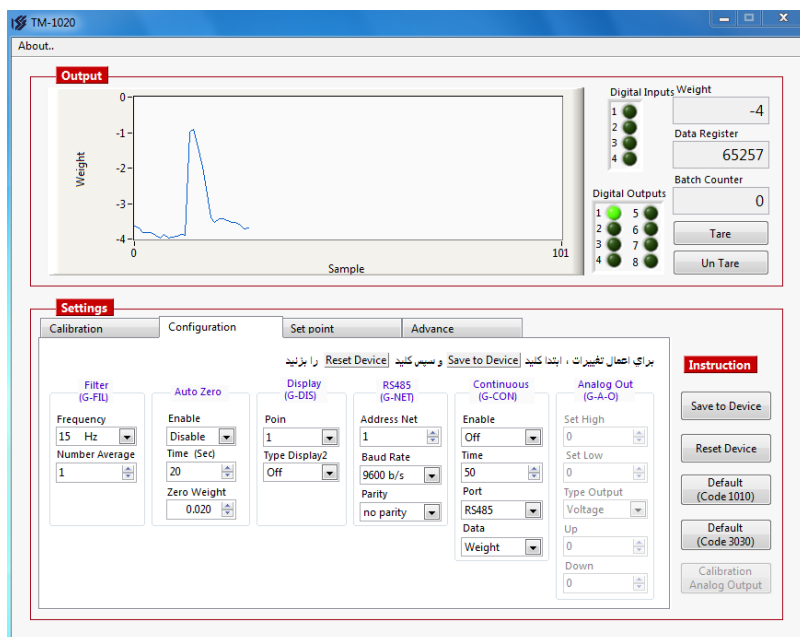 TM-1020
About..
Output
0
-1
-2
-3
-4
Weight
0
101
Sample
Digital Inputs
1
2
3
4
Digital Outputs
1 5
2 6
3 7
4 8
Weight
-4
Data Register
65257
Batch Counter
0
Tare
Un Tare
Settings
Calibration
Configuration
Set point
Advance
براي اعمال تغييرات ، ابتدا كليد Save to Device و سپس كليد Reset Device را بزنيد
Filter
(G-FIL)
Frequency
15 Hz
Number Average
1
Auto Zero
Enable
Disable
Time (Sec)
20
Zero Weight
0.020
Display
(G-DIS)
Poin
1
Type Display2
Off
RS485
(G-NET)
Address Net
1
Baud Rate
9600 b/s
Parity
no parity
Continuous
(G-CON)
Enable
Off
Time
50
Port
RS485
Data
Weight
Analog Out
(G-A-O)
Set High
0
Set Low
0
Type Output
Voltage
Up
0
Down
0
Instruction
Save to Device
Reset Device
Default
(Code 1010)
Default
(Code 3030)
Calibration
Analog Output